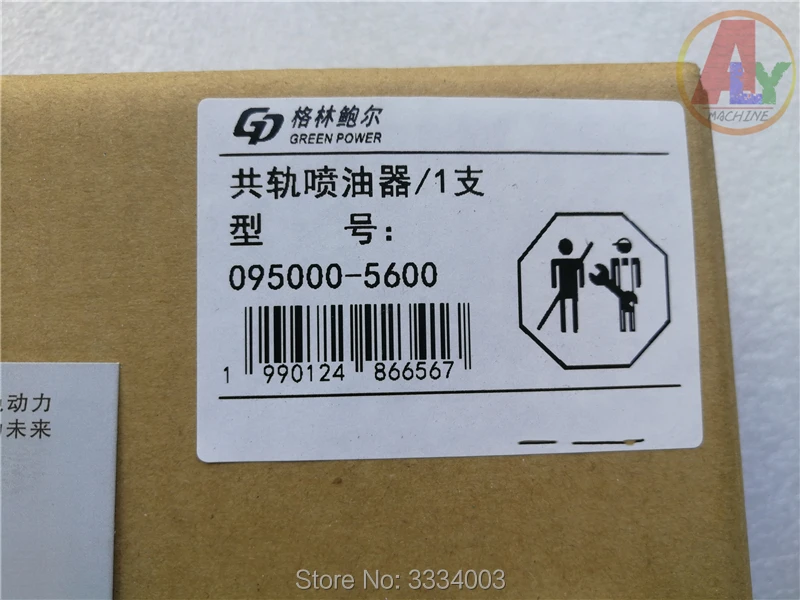 ALY
MACHINE
格林鲍尔
GREEN POWER
共轨喷油器/1支
型 号:
095000-5600
1 990124 866567
动力
未来
Store No: 3334003